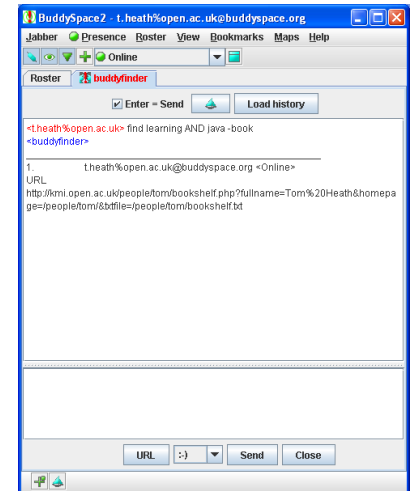 BuddySpace2 - t.heath%open.ac.uk@buddyspace.org
Jabber Presence Roster View Bookmarks Maps Help
Online
Roster buddyfinder
Enter = Send Load history
<t.heath%open.ac.uk> find learning AND java -book
<buddyfinder>
1. t.heath%open.ac.uk@buddyspace.org <Online>
URL
http://kmi.open.ac.uk/people/tom/bookshelf.php?fullname=Tom%20Heath&homepa
ge=/people/tom/&txtfile=/people/tom/bookshelf.txt
URL :-) Send Close